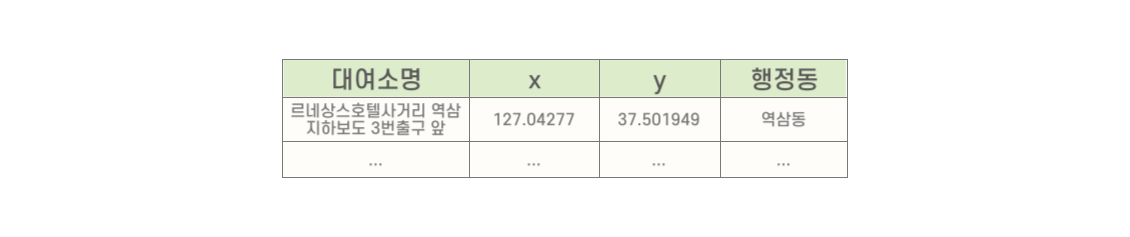 대여소명 x y 행정동
르네상스호텔사거리 역삼
지하보도 3번출구 앞 127.04277 37.501949 역삼동
... ... ... ...